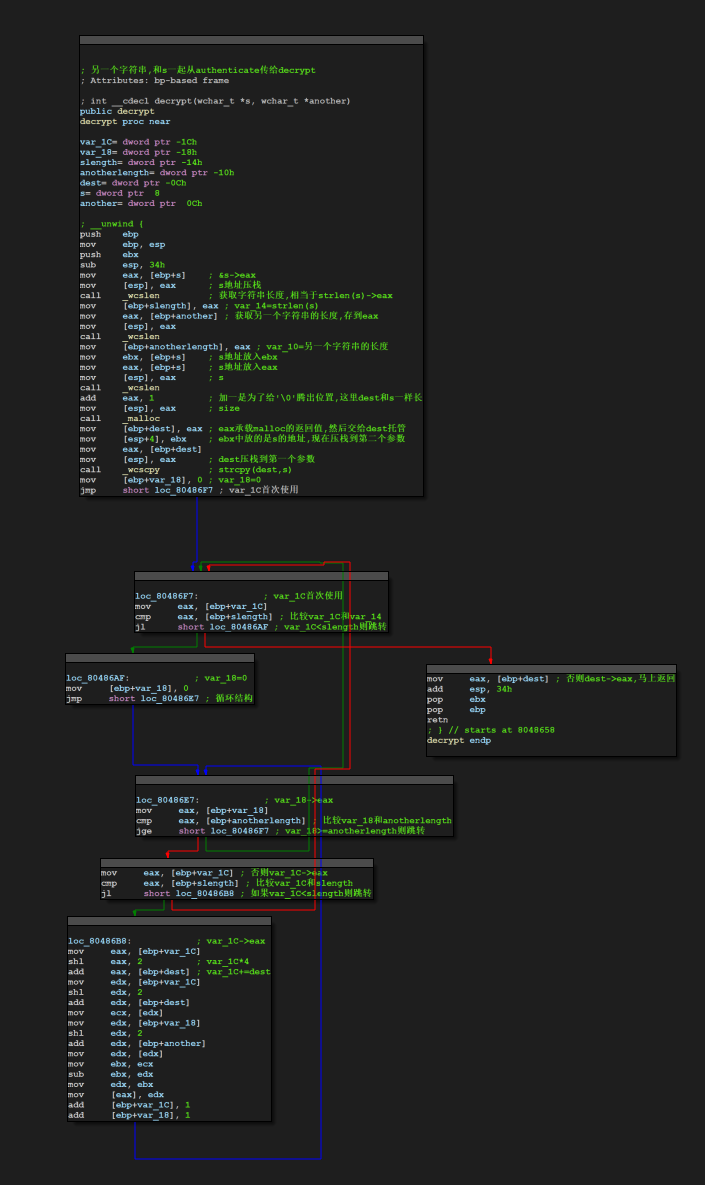 ; 另一个字符串,和s一起从authenticate传给decrypt
; Attributes: bp-based frame
; int __cdecl decrypt(wchar_t *s, wchar_t *another)
public decrypt
decrypt proc near
var_1C= dword ptr -1Ch
var_18= dword ptr -18h
slength= dword ptr -14h
anotherlength= dword ptr -10h
dest= dword ptr -0Ch
s= dword ptr  8
another= dword ptr  0Ch
; __unwind {
push    ebp
mov     ebp, esp
push    ebx
sub     esp, 34h
mov     eax, [ebp+s]    ; &s->eax
mov     [esp], eax      ; s地址压栈
call    _wcslen         ; 获取字符串长度,相当于strlen(s)->eax
mov     [ebp+slength], eax ; var_14=strlen(s)
mov     eax, [ebp+another] ; 获取另一个字符串的长度,存到eax
mov     [esp], eax
call    _wcslen
mov     [ebp+anotherlength], eax ; var_10=另一个字符串的长度
mov     ebx, [ebp+s]    ; s地址放入ebx
mov     eax, [ebp+s]    ; s地址放入eax
mov     [esp], eax      ; s
call    _wcslen
add     eax, 1          ; 加一是为了给'\0'腾出位置,这里dest和s一样长
mov     [esp], eax      ; size
call    _malloc
mov     [ebp+dest], eax ; eax承载malloc的返回值,然后交给dest托管
mov     [esp+4], ebx    ; ebx中放的是s的地址,现在压栈到第二个参数
mov     eax, [ebp+dest]
mov     [esp], eax      ; dest压栈到第一个参数
call    _wcscpy         ; strcpy(dest,s)
mov     [ebp+var_18], 0 ; var_18=0
jmp     short loc_80486F7 ; var_1C首次使用
loc_80486F7:            ; var_1C首次使用
mov     eax, [ebp+var_1C]
cmp     eax, [ebp+slength] ; 比较var_1C和var_14
jl      short loc_80486AF ; var_1C<slength则跳转
loc_80486AF:            ; var_18=0
mov     [ebp+var_18], 0
jmp     short loc_80486E7 ; 循环结构
mov     eax, [ebp+dest] ; 否则dest->eax,马上返回
add     esp, 34h
pop     ebx
pop     ebp
retn
; } // starts at 8048658
decrypt endp
loc_80486E7:            ; var_18->eax
mov     eax, [ebp+var_18]
cmp     eax, [ebp+anotherlength] ; 比较var_18和anotherlength
jge     short loc_80486F7 ; var_18>=anotherlength则跳转
mov     eax, [ebp+var_1C] ; 否则var_1C->eax
cmp     eax, [ebp+slength] ; 比较var_1C和slength
jl      short loc_80486B8 ; 如果var_1C<slength则跳转
loc_80486B8:            ; var_1C->eax
mov     eax, [ebp+var_1C]
shl     eax, 2          ; var_1C*4
add     eax, [ebp+dest] ; var_1C+=dest
mov     edx, [ebp+var_1C]
shl     edx, 2
add     edx, [ebp+dest]
mov     ecx, [edx]
mov     edx, [ebp+var_18]
shl     edx, 2
add     edx, [ebp+another]
mov     edx, [edx]
mov     ebx, ecx
sub     ebx, edx
mov     edx, ebx
mov     [eax], edx
add     [ebp+var_1C], 1
add     [ebp+var_18], 1